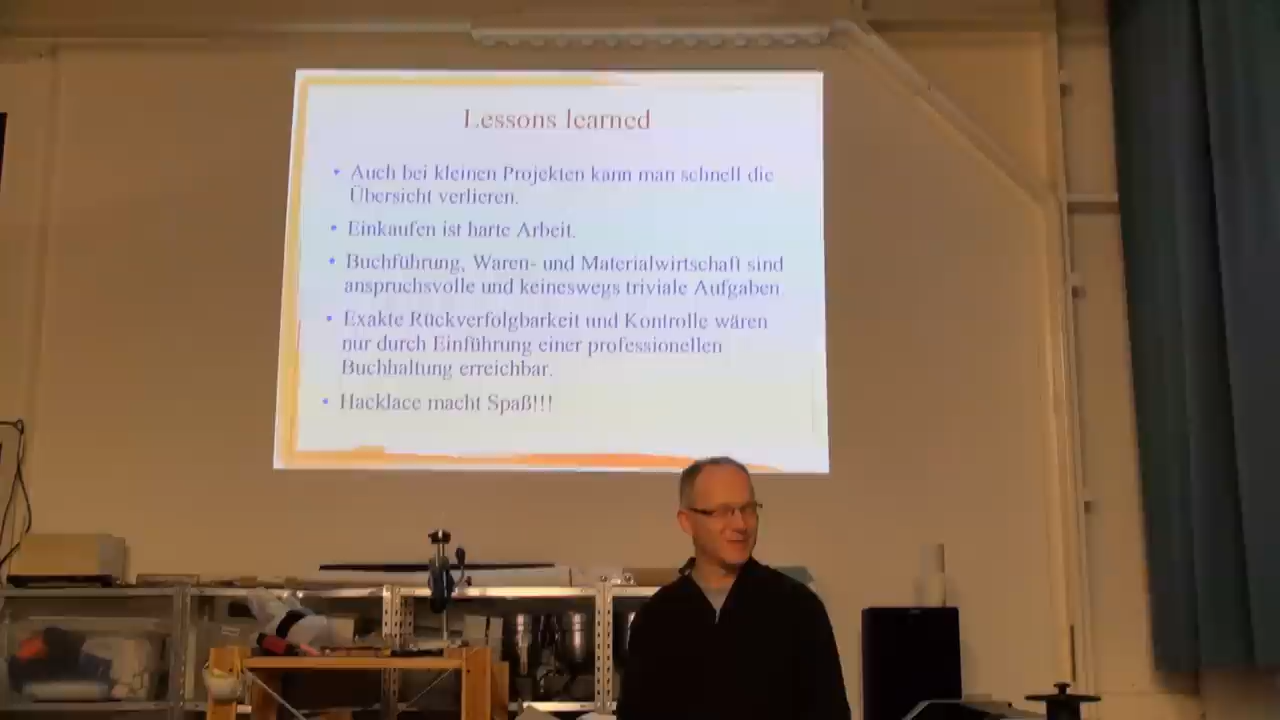 Lessons learned
• Auch bei kleinen Projekten kann man schnell die
Übersicht verlieren.
• Einkaufen ist harte Arbeit.
• Buchführung, Waren- und Materialwirtschaft sind
anspruchsvolle und keineswegs triviale Aufgaben
• Exakte Rückverfolgbarkeit und Kontrolle wären
nur durch Einführung einer professionellen
Buchhaltung erreichbar.
• Hacklace macht Spaß!!!